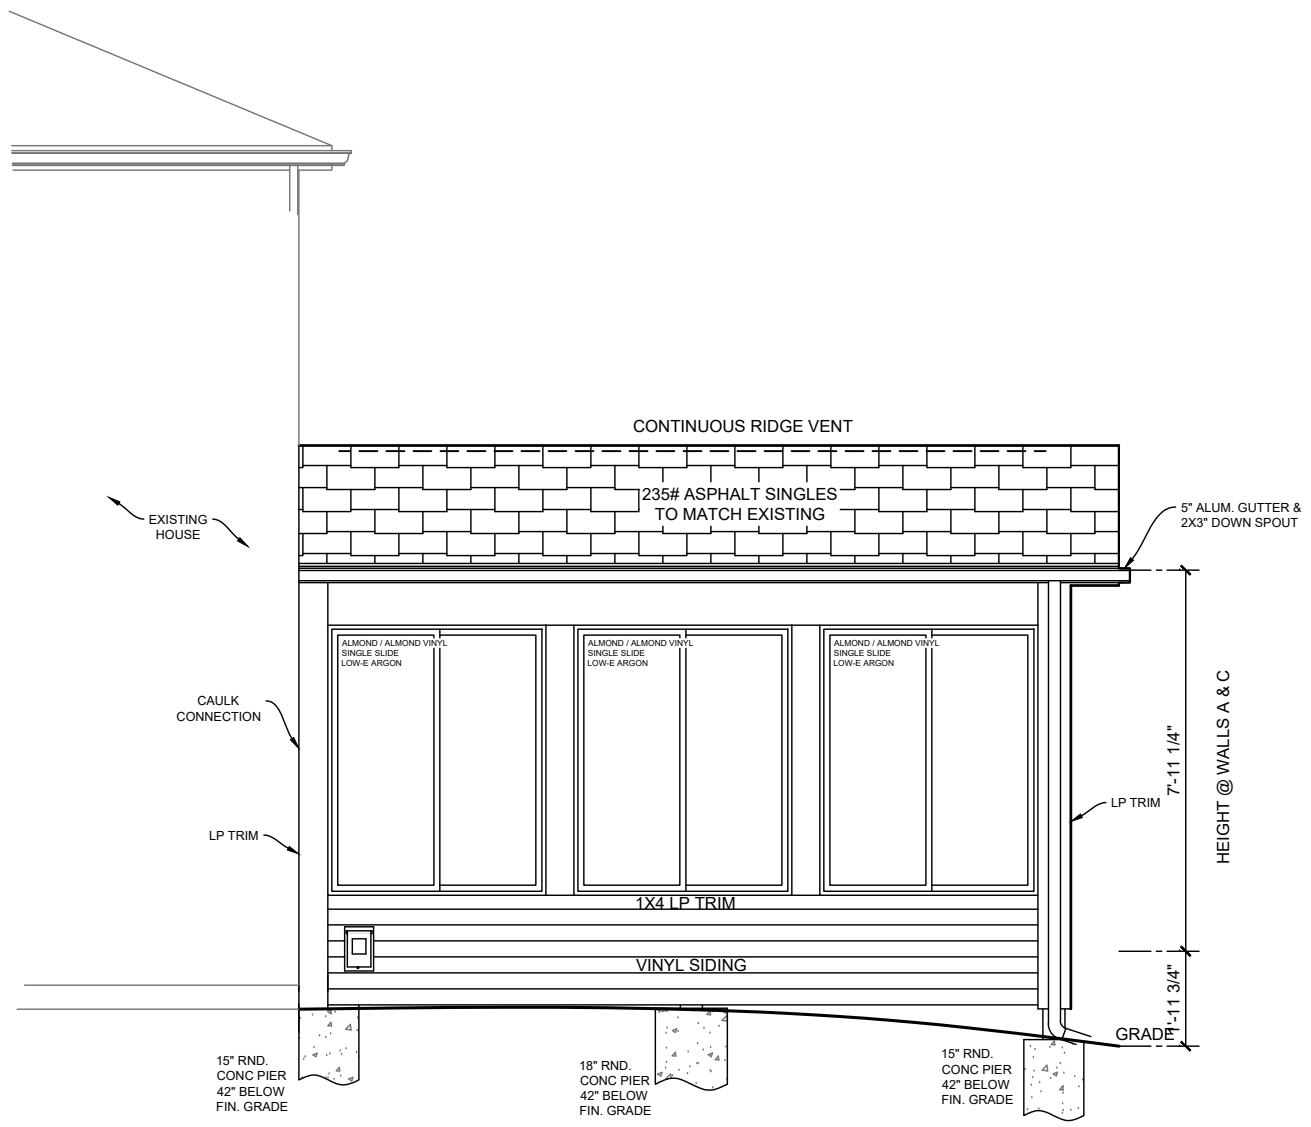 CONTINUOUS RIDGE VENT
235# ASPHALT SINGLES
TO MATCH EXISTING
5" ALUM. GUTTER &
2X3" DOWN SPOUT
EXISTING
HOUSE
ALMOND / ALMOND VINYL
SINGLE SLIDE
LOW-E ARGON
ALMOND / ALMOND VINYL
SINGLE SLIDE
LOW-E ARGON
ALMOND / ALMOND VINYL
SINGLE SLIDE
LOW-E ARGON
CAULK
CONNECTION
LP TRIM
7'-11 1/4"
HEIGHT @ WALLS A & C
LP TRIM
1X4 LP TRIM
VINYL SIDING
1'-11 3/4"
GRADE
15" RND.
CONC PIER
42" BELOW
FIN. GRADE
18" RND.
CONC PIER
42" BELOW
FIN. GRADE
15" RND.
CONC PIER
42" BELOW
FIN. GRADE